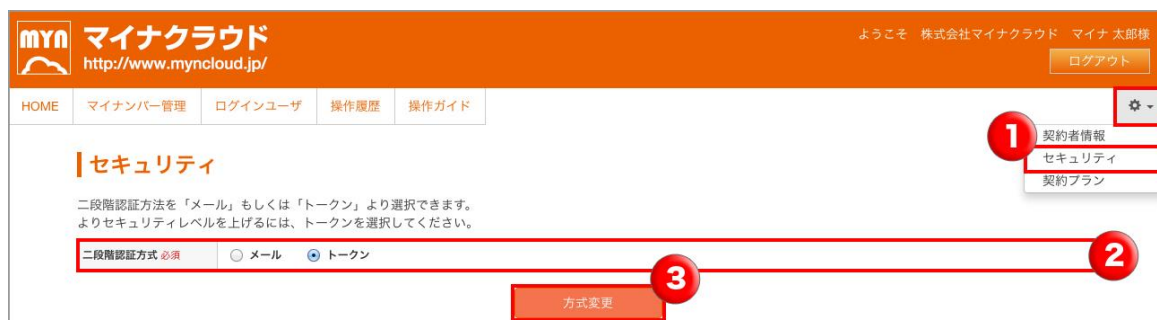 myn マイナクラウド
http://www.myncloud.jp/
ようこそ 株式会社マイナクラウド マイナ 太郎様
ログアウト
HOME マイナンバー管理 ログインユーザ 操作履歴 操作ガイド
1
契約者情報
セキュリティ
契約プラン
セキュリティ
二段階認証方法を「メール」もしくは「トークン」より選択できます。
よりセキュリティレベルを上げるには、トークンを選択してください。
二段階認証方式 必須 メール トークン
2
3
方式変更